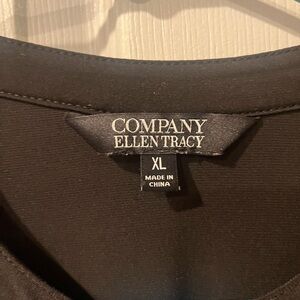 COMPANY
ELLEN TRACY
XL
MADE IN
CHINA